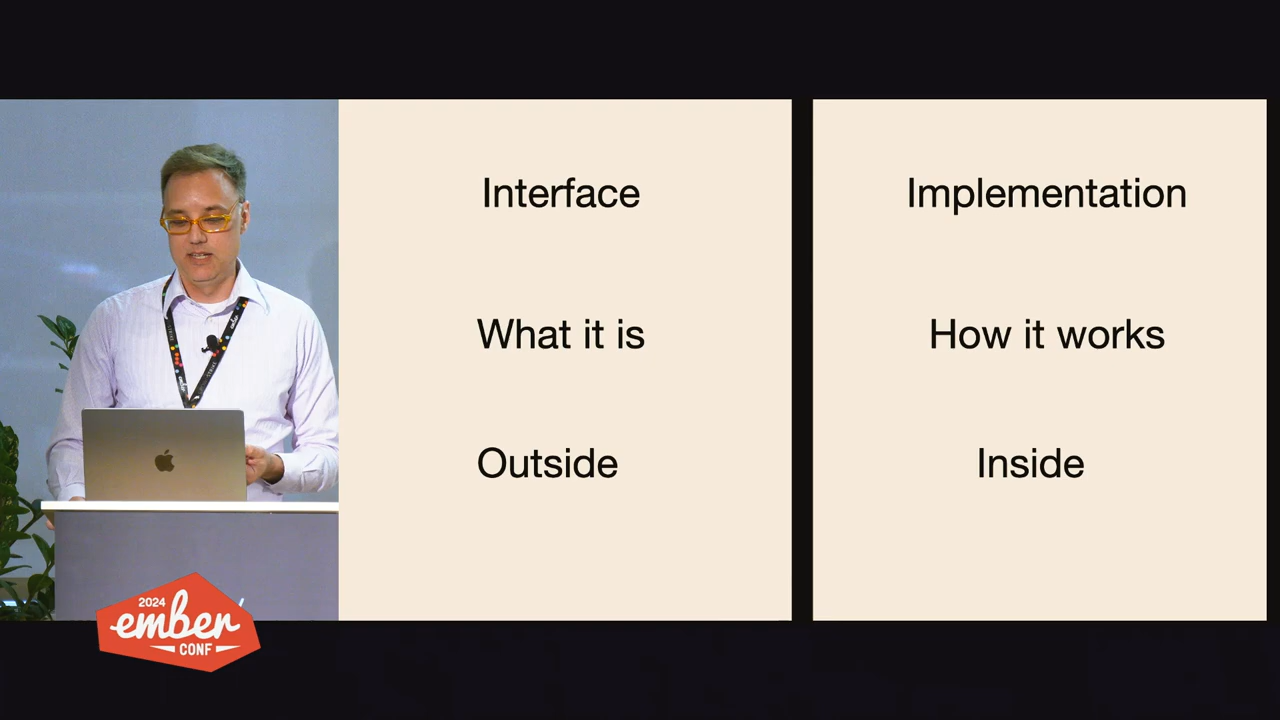 Interface
Implementation
What it is
How it works
Outside
Inside
2024
ember
CONF